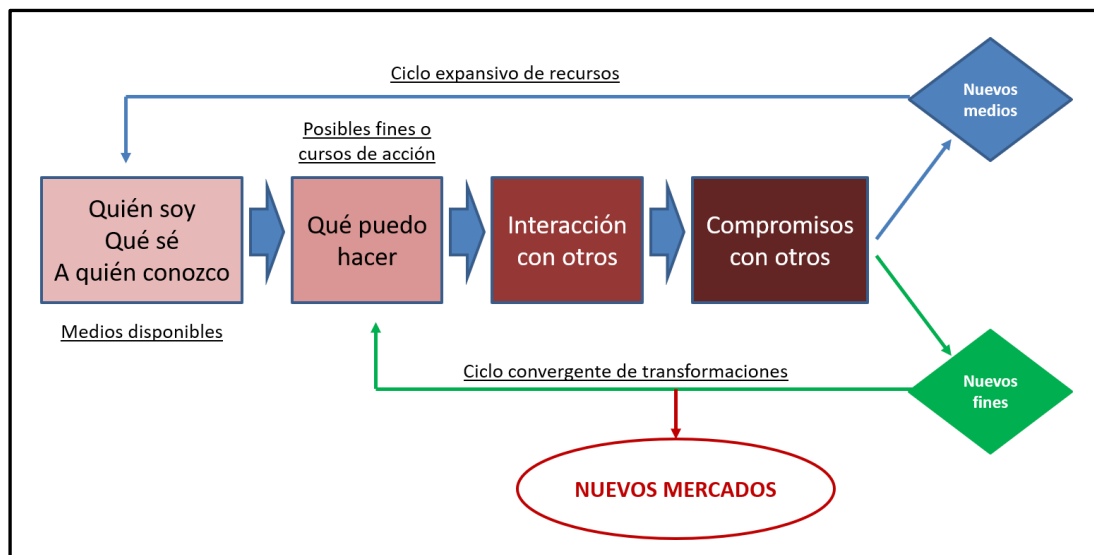 Ciclo expansivo de recursos
Nuevos
medios
Posibles fines o
cursos de acción
Quién soy
Qué sé
A quién conozco
Qué puedo
hacer
Interacción
con otros
Compromisos
con otros
Medios disponibles
Ciclo convergente de transformaciones
Nuevos
fines
NUEVOS MERCADOS